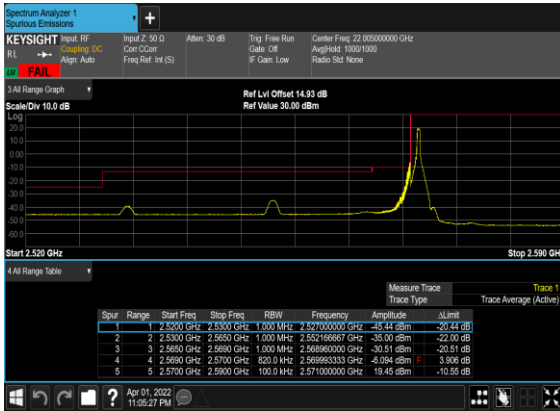 Spectrum Analyzer 1
Spurious Emissions
KEYSIGHT Input: RF Input Z: 50 Ω Atten: 30 dB Trig: Free Run Center Freq: 22.005000000 GHz
RL Coupling: DC Corr CCorr Gate: Off Avg|Hold: 1000/1000
Align: Auto Freq Ref: Int (S) IF Gain: Low Radio Std: None
LW FAIL
3 All Range Graph
Ref Lvl Offset 14.93 dB
Scale/Div 10.0 dB Ref Value 30.00 dBm
Log
20.0
10.0
0.00
-10.0
-20.0
-30.0
-40.0
-50.0
-60.0
Start 2.520 GHz Stop 2.590 GH
4 All Range Table
Measure Trace Trace 1
Trace Type Trace Average (Active)
Spur Range Start Freq Stop Freq RBW Frequency Amplitude ΔLimit
1 1 2.5200 GHz 2.5300 GHz 1.000 MHz 2.527000000 GHz -45.44 dBm -20.44 dB
2 2 2.5300 GHz 2.5650 GHz 1.000 MHz 2.552166667 GHz -35.00 dBm -22.00 dB
3 3 2.5650 GHz 2.5690 GHz 1.000 MHz 2.568960000 GHz -30.51 dBm -20.51 dB
4 4 2.5690 GHz 2.5700 GHz 820.0 kHz 2.569993333 GHz -6.094 dBm F 3.906 dB
5 5 2.5700 GHz 2.5900 GHz 100.0 kHz 2.571000000 GHz 19.45 dBm -10.55 dB
Apr 01, 2022
11:05:27 PM